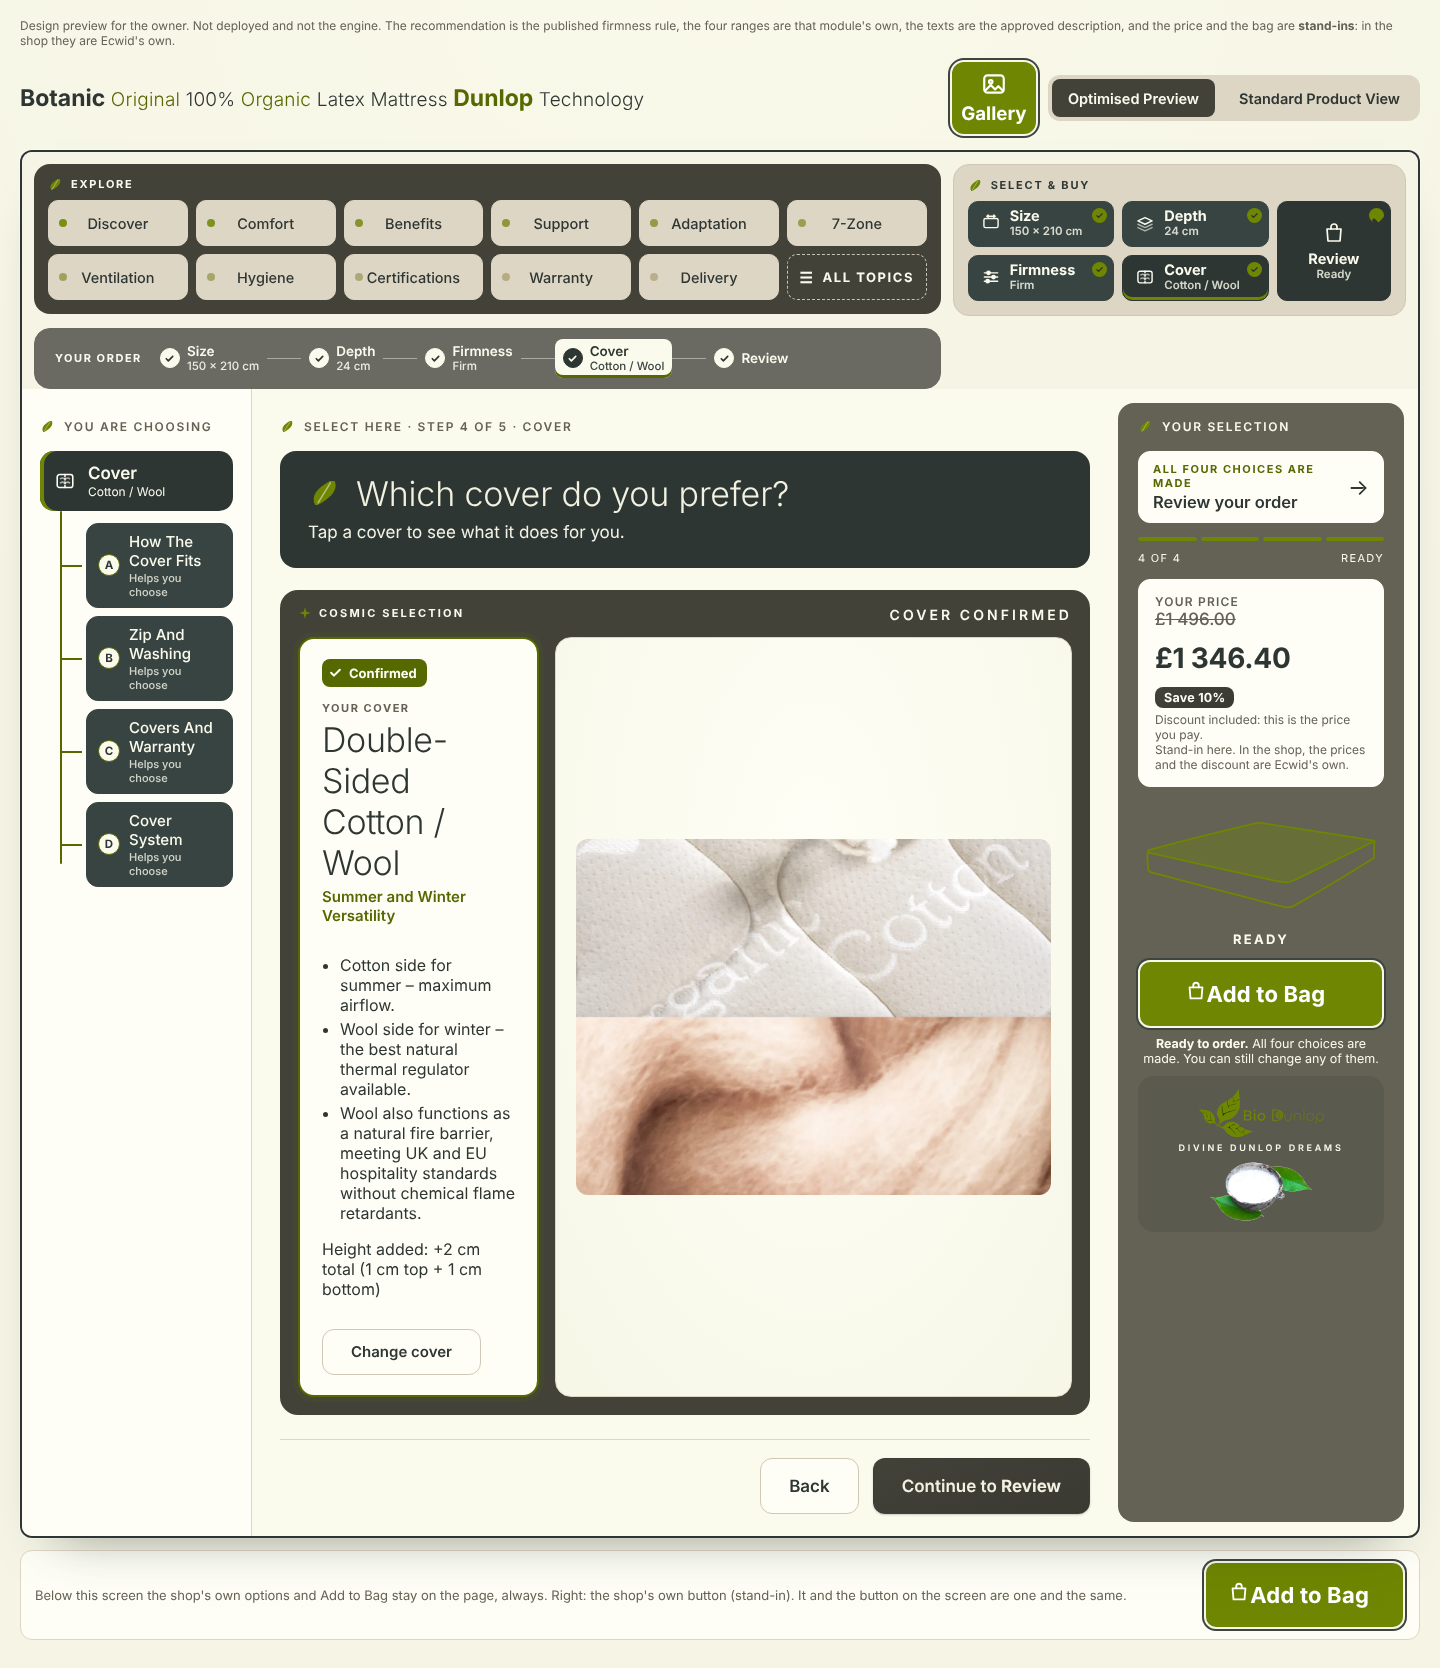 Design preview for the owner. Not deployed and not the engine. The recommendation is the published firmness rule, the four ranges are that module's own, the texts are the approved description, and the price and the bag are stand-ins: in the
shop they are Ecwid's own.
Botanic Original 100% Organic Latex Mattress Dunlop Technology
Gallery
Optimised Preview
Standard Product View
EXPLORE
Discover
Comfort
Benefits
Support
Adaptation
7-Zone
Ventilation
Hygiene
Certifications
Warranty
Delivery
ALL TOPICS
SELECT & BUY
Size
150 × 210 cm
Depth
24 cm
Firmness
Firm
Cover
Cotton / Wool
Review
Ready
YOUR ORDER
Size
150 × 210 cm
Depth
24 cm
Firmness
Firm
Cover
Cotton / Wool
Review
YOU ARE CHOOSING
Cover
Cotton / Wool
A
How The
Cover Fits
Helps you
choose
B
Zip And
Washing
Helps you
choose
C
Covers And
Warranty
Helps you
choose
D
Cover
System
Helps you
choose
SELECT HERE · STEP 4 OF 5 · COVER
Which cover do you prefer?
Tap a cover to see what it does for you.
COSMIC SELECTION
COVER CONFIRMED
Confirmed
YOUR COVER
Double-
Sided
Cotton /
Wool
Summer and Winter
Versatility
• Cotton side for
summer – maximum
airflow.
• Wool side for winter –
the best natural
thermal regulator
available.
• Wool also functions as
a natural fire barrier,
meeting UK and EU
hospitality standards
without chemical flame
retardants.
Height added: +2 cm
total (1 cm top + 1 cm
bottom)
Change cover
ganic Cotton
Back
Continue to Review
YOUR SELECTION
ALL FOUR CHOICES ARE
MADE
Review your order
4 OF 4
READY
YOUR PRICE
£1 496.00
£1 346.40
Save 10%
Discount included: this is the price
you pay.
Stand-in here. In the shop, the prices
and the discount are Ecwid's own.
READY
Add to Bag
Ready to order. All four choices are
made. You can still change any of them.
Bio Dunlop
DIVINE DUNLOP DREAMS
Below this screen the shop's own options and Add to Bag stay on the page, always. Right: the shop's own button (stand-in). It and the button on the screen are one and the same.
Add to Bag